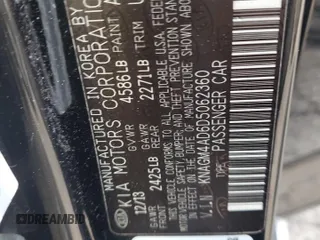 MANUFACTURED IN KOREA
KIA MOTORS CORPORATION
12/13 GVWR 4586LB PAINT A
GAWR FRONT 2425LB GAWR REAR 2271LB TRIM
THIS VEHICLE CONFORMS TO ALL APPLICABLE U.S.A. FEDERAL
MOTOR VEHICLE SAFETY, BUMPER, AND THEFT PREVENTION STANDARDS
IN EFFECT ON THE DATE OF MANUFACTURE SHOWN ABOVE.
V.I.N: KNAGM4AD6D5062360
TYPE: PASSENGER CAR
AUTOBIDMASTER